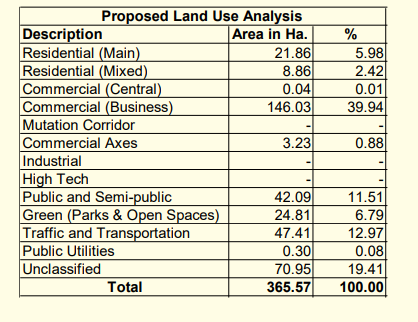 Proposed Land Use Analysis
Description Area in Ha. %
Residential (Main) 21.86 5.98
Residential (Mixed) 8.86 2.42
Commercial (Central) 0.04 0.01
Commercial (Business) 146.03 39.94
Mutation Corridor - -
Commercial Axes 3.23 0.88
Industrial - -
High Tech - -
Public and Semi-public 42.09 11.51
Green (Parks & Open Spaces) 24.81 6.79
Traffic and Transportation 47.41 12.97
Public Utilities 0.30 0.08
Unclassified 70.95 19.41
Total 365.57 100.00